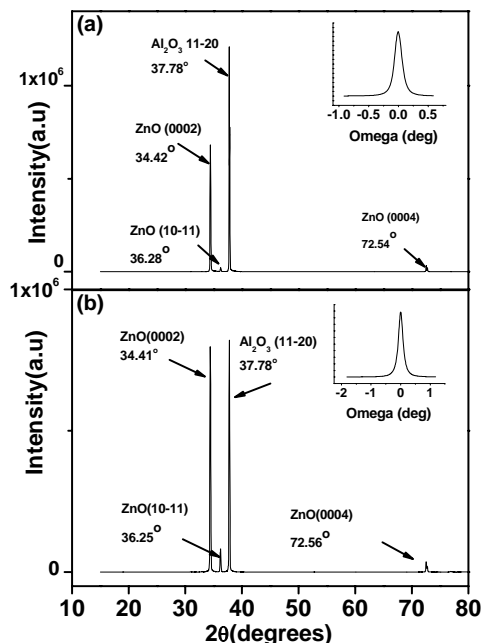 (a)
Al₂O₃ 11-20
37.78°
1x10⁶
ZnO (0002)
34.42°
-1.0 -0.5 0.0 0.5
Omega (deg)
Intensity(a.u)
ZnO (10-11)
36.28°
ZnO (0004)
72.54°
0
1x10⁶
(b)
ZnO(0002)
34.41°
Al₂O₃ (11-20)
37.78°
-2 -1 0 1 2
Omega (deg)
Intensity(a.u)
ZnO(10-11)
36.25°
ZnO(0004)
72.56°
0
10 20 30 40 50 60 70 80
2θ(degrees)